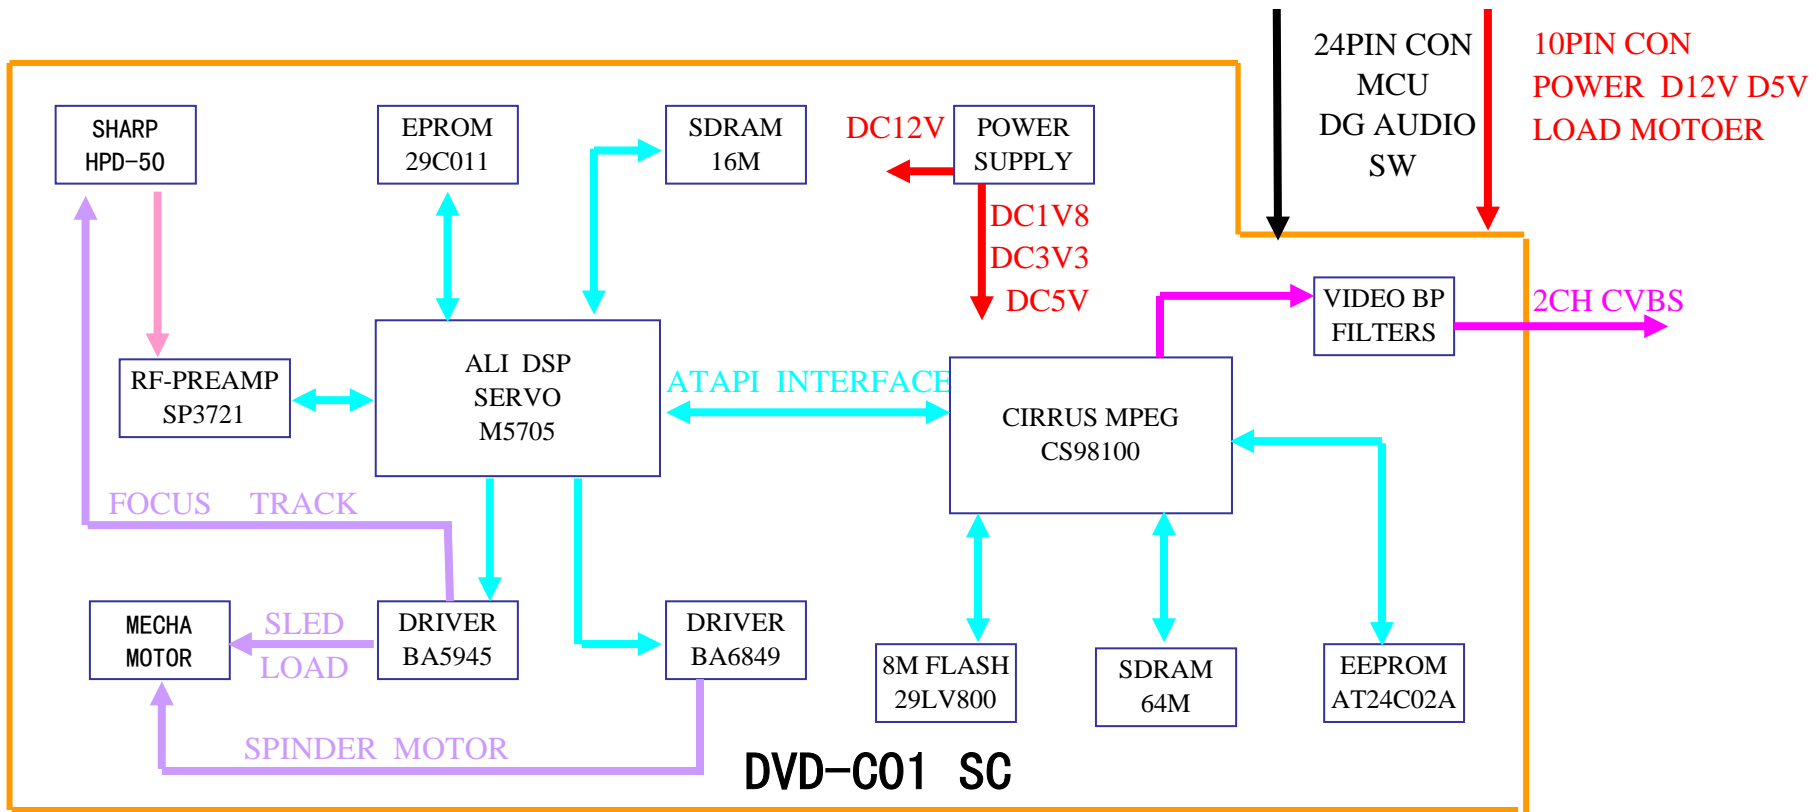 24PIN CON
MCU
DG AUDIO
SW
10PIN CON
POWER D12V D5V
LOAD MOTOER
SHARP
HPD-50
EPROM
29C011
SDRAM
16M
DC12V
POWER
SUPPLY
DC1V8
DC3V3
DC5V
VIDEO BP
FILTERS
2CH CVBS
RF-PREAMP
SP3721
ALI DSP
SERVO
M5705
ATAPI INTERFACE
CIRRUS MPEG
CS98100
FOCUS TRACK
MECHA
MOTOR
SLED
LOAD
DRIVER
BA5945
DRIVER
BA6849
8M FLASH
29LV800
SDRAM
64M
EEPROM
AT24C02A
SPINDER MOTOR
DVD-C01 SC